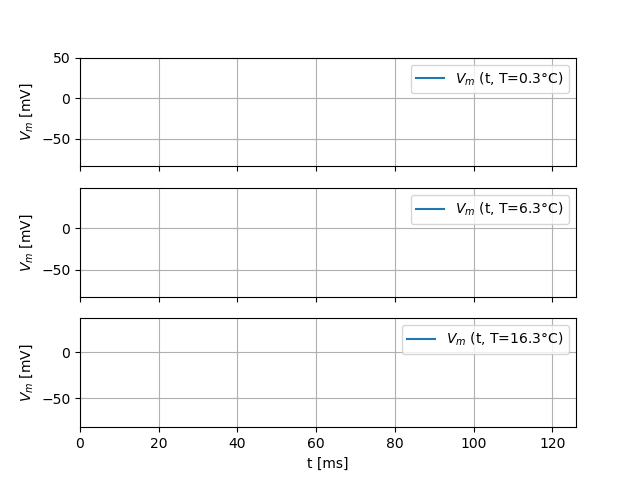 50
0
−50
V_m [mV]
V_m (t, T=0.3°C)
0
−50
V_m [mV]
V_m (t, T=6.3°C)
0
−50
V_m [mV]
V_m (t, T=16.3°C)
0 20 40 60 80 100 120
t [ms]